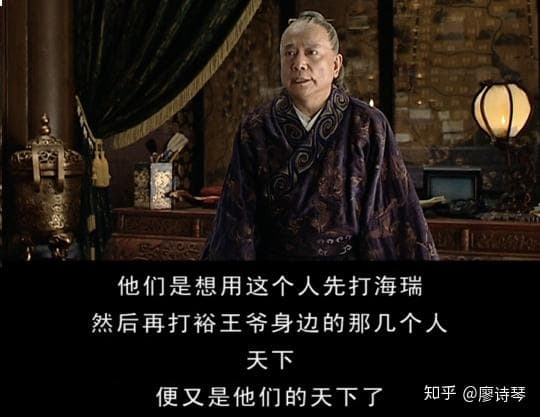 他们是想用这个人先打海瑞
然后再打裕王爷身边的那几个人
天下
便又是他们的天下了
知乎 @廖诗琴